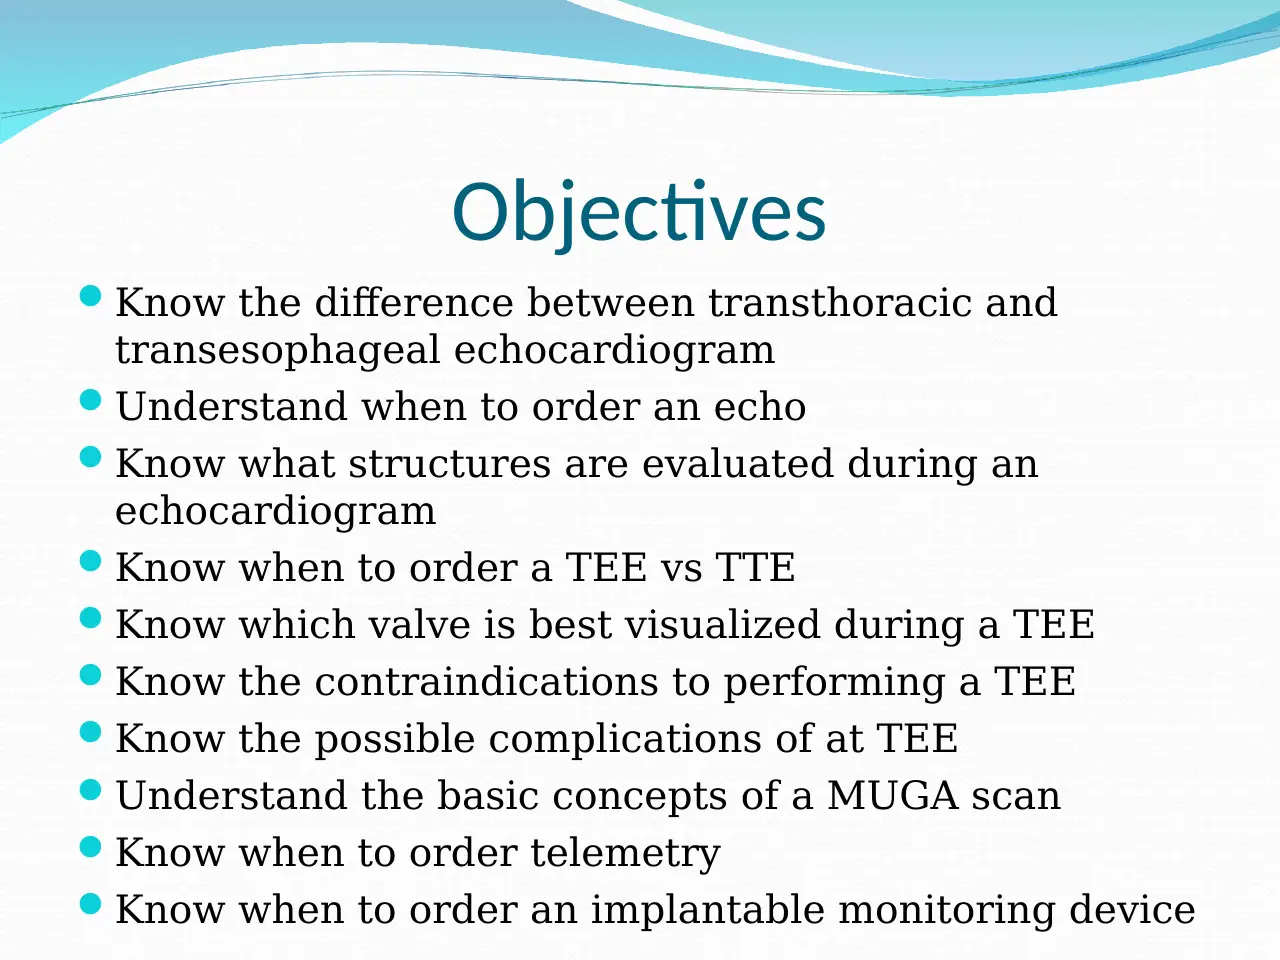 Objectives
Know the difference between transthoracic and
transesophageal echocardiogram
Understand when to order an echo
Know what structures are evaluated during an
echocardiogram
Know when to order a TEE vs TTE
Know which valve is best visualized during a TEE
Know the contraindications to performing a TEE
Know the possible complications of at TEE
Understand the basic concepts of a MUGA scan
Know when to order telemetry
Know when to order an implantable monitoring device